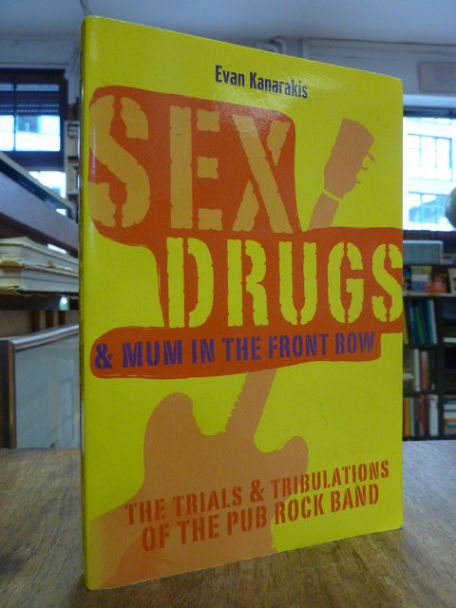 Evan Kanarakis
SEX
DRUGS
& MUM IN THE FRONT ROW
THE TRIALS & TRIBULATIONS
OF THE PUB ROCK BAND